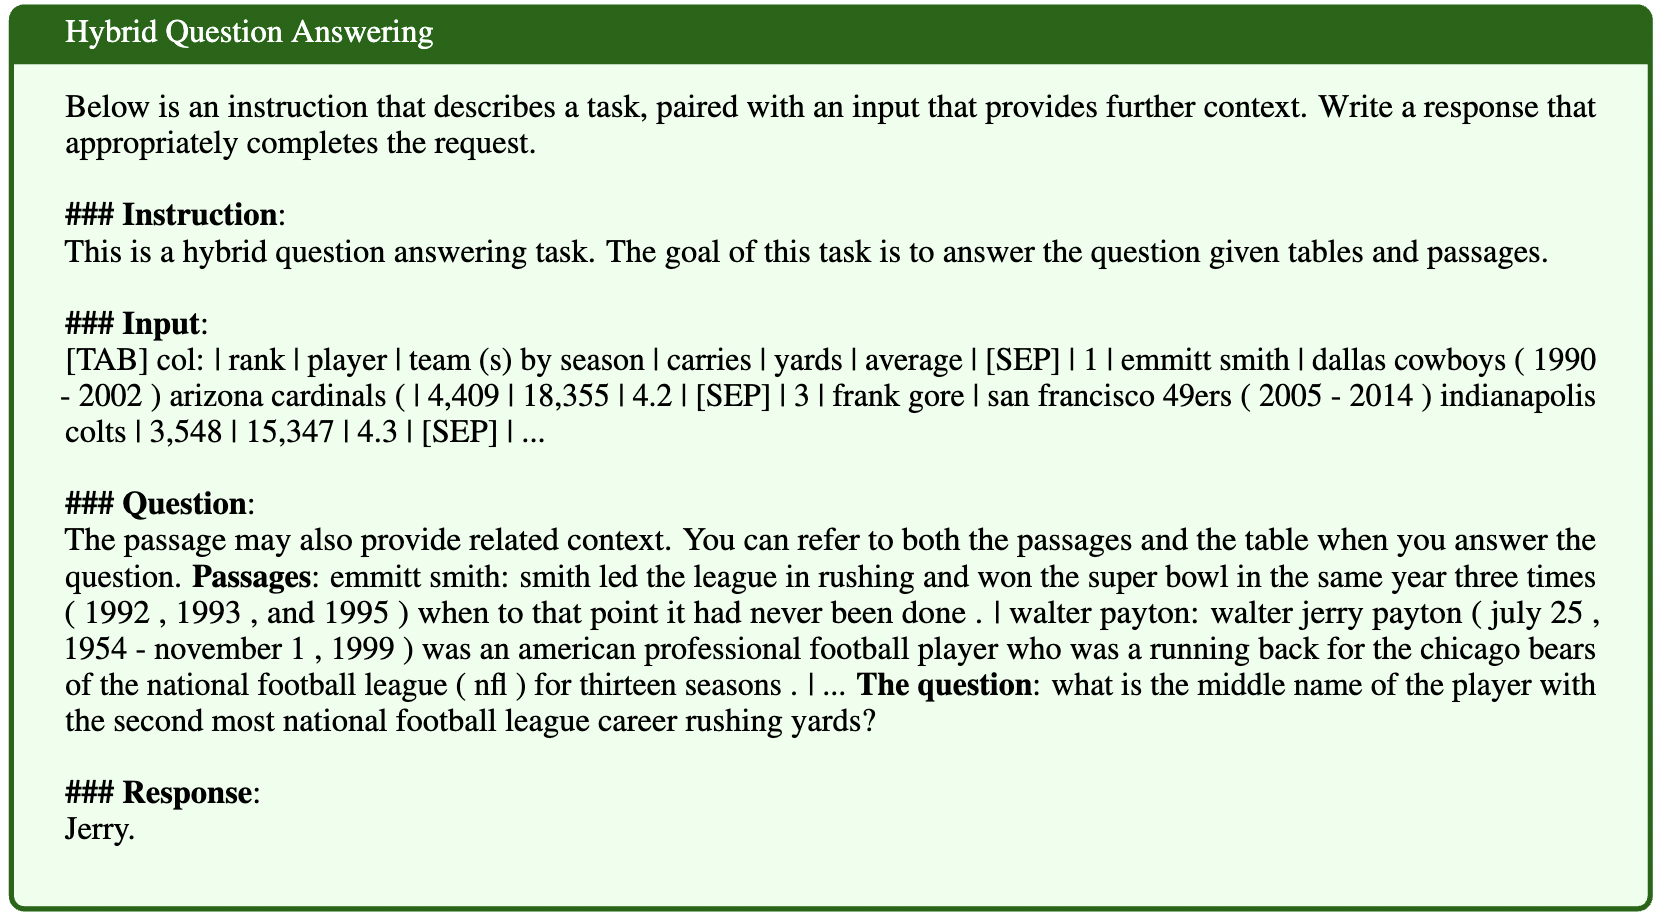 Hybrid Question Answering
Below is an instruction that describes a task, paired with an input that provides further context. Write a response that
appropriately completes the request.
### Instruction:
This is a hybrid question answering task. The goal of this task is to answer the question given tables and passages.
### Input:
[TAB] col: | rank | player | team (s) by season | carries | yards | average | [SEP] | 1 | emmitt smith | dallas cowboys ( 1990
- 2002 ) arizona cardinals ( | 4,409 | 18,355 | 4.2 | [SEP] | 3 | frank gore | san francisco 49ers ( 2005 - 2014 ) indianapolis
colts | 3,548 | 15,347 | 4.3 | [SEP] | ...
### Question:
The passage may also provide related context. You can refer to both the passages and the table when you answer the
question. Passages: emmitt smith: smith led the league in rushing and won the super bowl in the same year three times
( 1992 , 1993 , and 1995 ) when to that point it had never been done . | walter payton: walter jerry payton ( july 25 ,
1954 - november 1 , 1999 ) was an american professional football player who was a running back for the chicago bears
of the national football league ( nfl ) for thirteen seasons . | ... The question: what is the middle name of the player with
the second most national football league career rushing yards?
### Response:
Jerry.